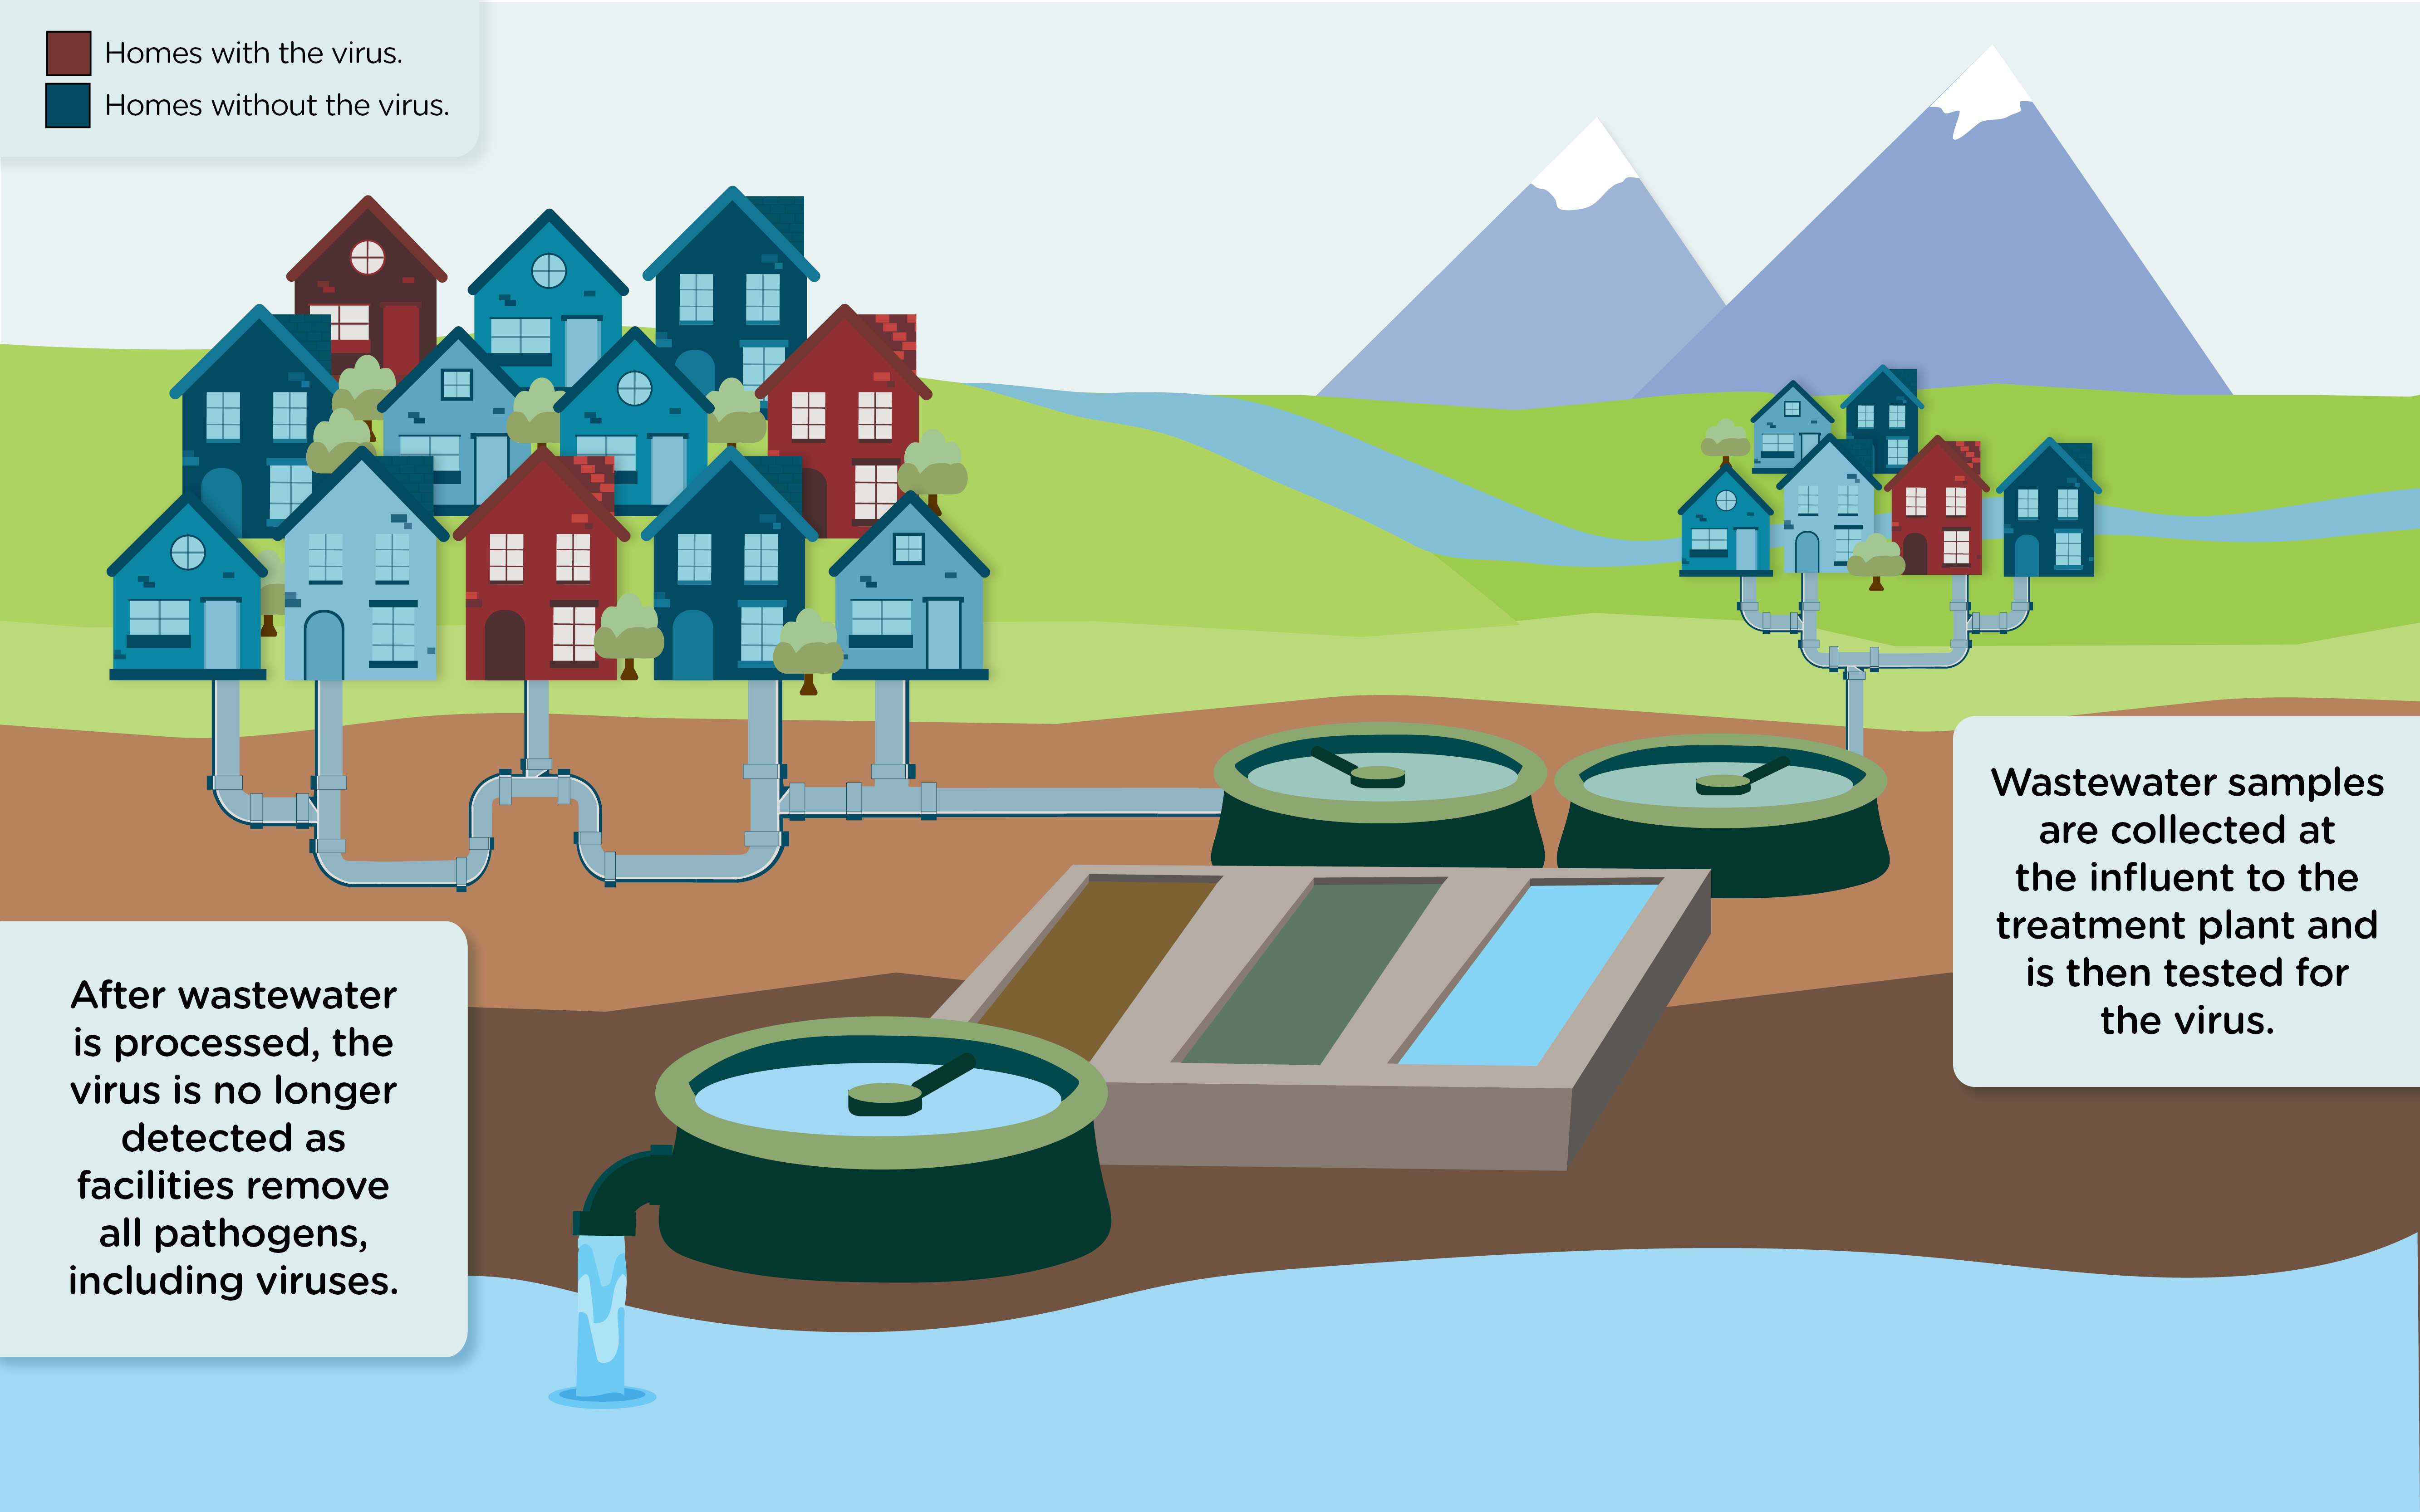 Homes with the virus.
Homes without the virus.
Wastewater samples
are collected at
the influent to the
treatment plant and
is then tested for
the virus.
After wastewater
is processed, the
virus is no longer
detected as
facilities remove
all pathogens,
including viruses.